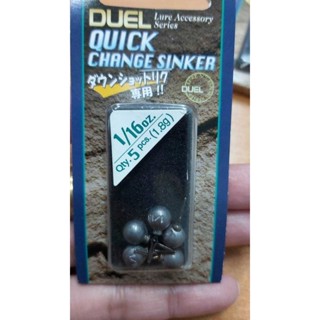 DUEL Lure Accessory Series
QUICK
CHANGE SINKER
ダウンショットリグ
専用!!
DUEL
1/16oz.
Qty. 5 pcs.(1.8g)